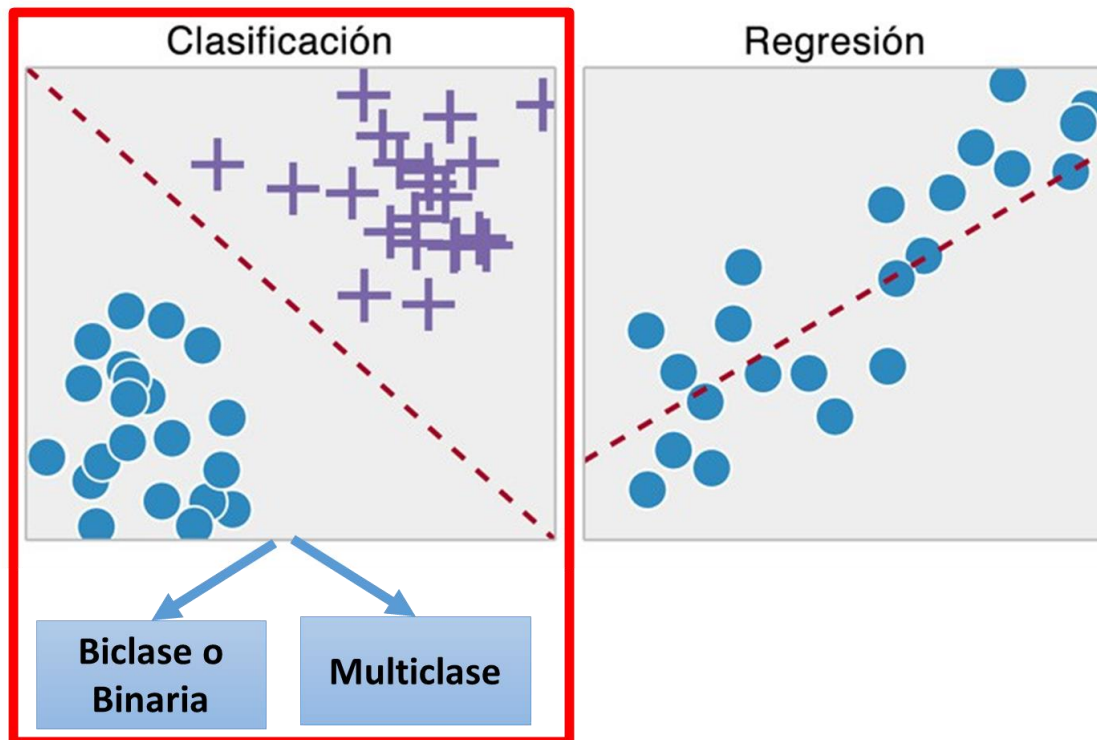 Clasificación
Regresión
Biclase o
Binaria
Multiclase